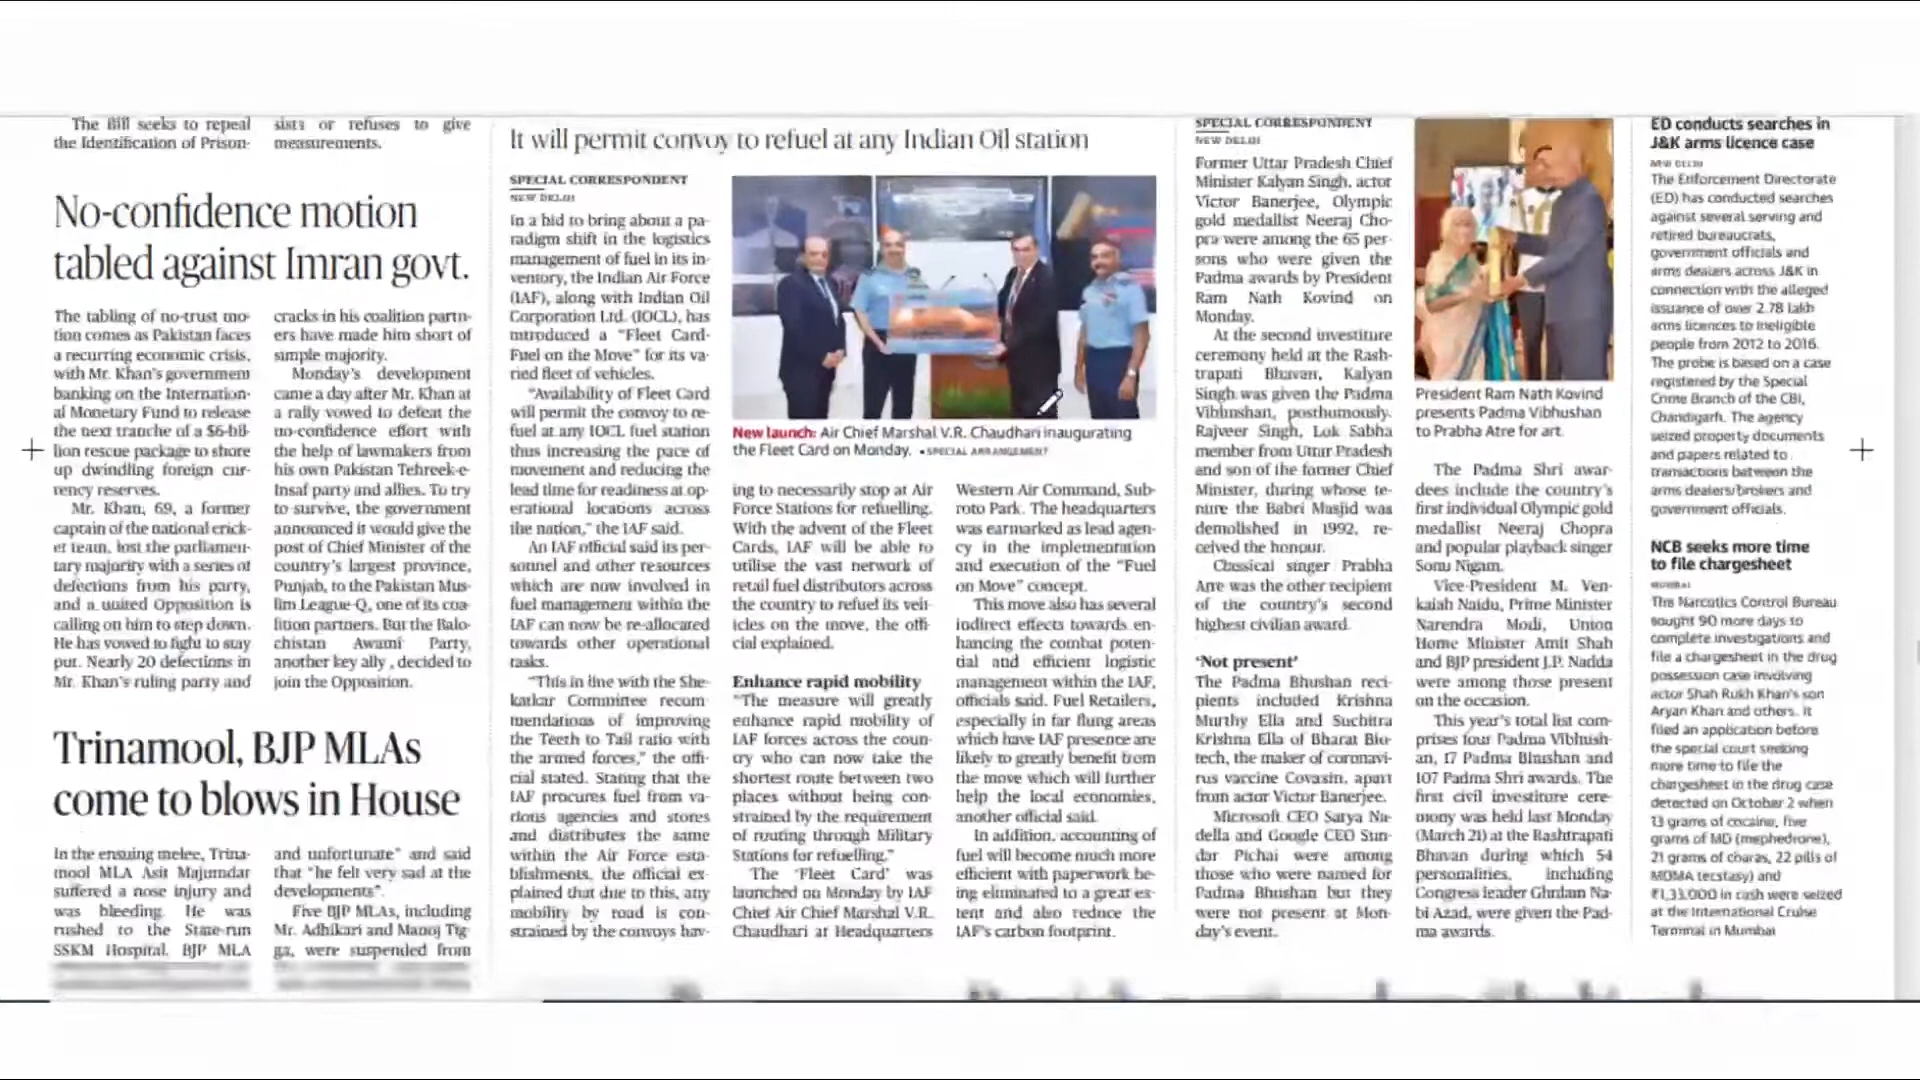 The Bill seeks to repeal
the Identification of Prison-
sists or refuses to give
measurements.
No-confidence motion
tabled against Imran govt.
The tabling of no-trust mo-
tion comes as Pakistan faces
a recurring economic crisis,
with Mr. Khan's government
banking on the Internation-
al Monetary Fund to release
the next tranche of a $6-bil-
lion rescue package to shore
up dwindling foreign cur-
rency reserves.
Mr. Khan, 69, a former
captain of the national crick-
et team, lost the parliamen-
tary majority with a series of
defections from his party,
and a united Opposition is
calling on him to step down.
He has vowed to fight to stay
put. Nearly 20 defections in
Mr. Khan's ruling party and
cracks in his coalition partn-
ers have made him short of
simple majority.
Monday's development
came a day after Mr. Khan at
a rally vowed to defeat the
no-confidence effort with
the help of lawmakers from
his own Pakistan Tehreek-e-
Insaf party and allies. To try
to survive, the government
announced it would give the
post of Chief Minister of the
country's largest province,
Punjab, to the Pakistan Mus-
lim League-Q, one of its coa-
lition partners. But the Balo-
chistan Awami Party,
another key ally , decided to
join the Opposition.
Trinamool, BJP MLAs
come to blows in House
In the ensuing melee, Trina-
mool MLA Asit Majumdar
suffered a nose injury and
was bleeding. He was
rushed to the State-run
SSKM Hospital. BJP MLA
and unfortunate" and said
that "he felt very sad at the
developments".
Five BJP MLAs, including
Mr. Adhikari and Manoj Tig-
ga, were suspended from
It will permit convoy to refuel at any Indian Oil station
SPECIAL CORRESPONDENT
NEW DELHI
In a bid to bring about a pa-
radigm shift in the logistics
management of fuel in its in-
ventory, the Indian Air Force
(IAF), along with Indian Oil
Corporation Ltd. (IOCL), has
introduced a "Fleet Card-
Fuel on the Move" for its va-
ried fleet of vehicles.
"Availability of Fleet Card
will permit the convoy to re-
fuel at any IOCL fuel station
thus increasing the pace of
movement and reducing the
lead time for readiness at op-
erational locations across
the nation," the IAF said.
An IAF official said its per-
sonnel and other resources
which are now involved in
fuel management within the
IAF can now be re-allocated
towards other operational
tasks.
"This in line with the She-
katkar Committee recom-
mendations of improving
the Teeth to Tail ratio with
the armed forces," the offi-
cial stated. Stating that the
IAF procures fuel from va-
rious agencies and stores
and distributes the same
within the Air Force esta-
blishments, the official ex-
plained that due to this, any
mobility by road is con-
strained by the convoys hav-
New launch: Air Chief Marshal V.R. Chaudhari inaugurating
the Fleet Card on Monday. • SPECIAL ARRANGEMENT
ing to necessarily stop at Air
Force Stations for refuelling.
With the advent of the Fleet
Cards, IAF will be able to
utilise the vast network of
retail fuel distributors across
the country to refuel its veh-
icles on the move, the offi-
cial explained.
Enhance rapid mobility
"The measure will greatly
enhance rapid mobility of
IAF forces across the coun-
try who can now take the
shortest route between two
places without being con-
strained by the requirement
of routing through Military
Stations for refuelling."
The 'Fleet Card' was
launched on Monday by IAF
Chief Air Chief Marshal V.R.
Chaudhari at Headquarters
Western Air Command, Sub-
roto Park. The headquarters
was earmarked as lead agen-
cy in the implementation
and execution of the "Fuel
on Move" concept.
This move also has several
indirect effects towards en-
hancing the combat poten-
tial and efficient logistic
management within the IAF,
officials said. Fuel Retailers,
especially in far flung areas
which have IAF presence are
likely to greatly benefit from
the move which will further
help the local economies,
another official said.
In addition, accounting of
fuel will become much more
efficient with paperwork be-
ing eliminated to a great ex-
tent and also reduce the
IAF's carbon footprint.
SPECIAL CORRESPONDENT
NEW DELHI
Former Uttar Pradesh Chief
Minister Kalyan Singh, actor
Victor Banerjee, Olympic
gold medallist Neeraj Cho-
pra were among the 65 per-
sons who were given the
Padma awards by President
Ram Nath Kovind on
Monday.
At the second investiture
ceremony held at the Rash-
trapati Bhavan, Kalyan
Singh was given the Padma
Vibhushan, posthumously.
Rajveer Singh, Lok Sabha
member from Uttar Pradesh
and son of the former Chief
Minister, during whose te-
nure the Babri Masjid was
demolished in 1992, re-
ceived the honour.
Classical singer Prabha
Atre was the other recipient
of the country's second
highest civilian award.
'Not present'
The Padma Bhushan reci-
pients included Krishna
Murthy Ella and Suchitra
Krishna Ella of Bharat Bio-
tech, the maker of coronavi-
rus vaccine Covaxin, apart
from actor Victor Banerjee.
Microsoft CEO Satya Na-
della and Google CEO Sun-
dar Pichai were among
those who were named for
Padma Bhushan but they
were not present at Mon-
day's event.
President Ram Nath Kovind
presents Padma Vibhushan
to Prabha Atre for art.
The Padma Shri awar-
dees include the country's
first individual Olympic gold
medallist Neeraj Chopra
and popular playback singer
Sonu Nigam.
Vice-President M. Ven-
kaiah Naidu, Prime Minister
Narendra Modi, Union
Home Minister Amit Shah
and BJP president J.P. Nadda
were among those present
on the occasion.
This year's total list com-
prises four Padma Vibhush-
an, 17 Padma Bhushan and
107 Padma Shri awards. The
first civil investiture cere-
mony was held last Monday
(March 21) at the Rashtrapati
Bhavan during which 54
personalities, including
Congress leader Ghulam Na-
bi Azad, were given the Pad-
ma awards.
ED conducts searches in
J&K arms licence case
NEW DELHI
The Enforcement Directorate
(ED) has conducted searches
against several serving and
retired bureaucrats,
government officials and
arms dealers across J&K in
connection with the alleged
issuance of over 2.78 lakh
arms licences to ineligible
people from 2012 to 2016.
The probe is based on a case
registered by the Special
Crime Branch of the CBI,
Chandigarh. The agency
seized property documents
and papers related to
transactions between the
arms dealers/brokers and
government officials.
NCB seeks more time
to file chargesheet
MUMBAI
The Narcotics Control Bureau
sought 90 more days to
complete investigations and
file a chargesheet in the drug
possession case involving
actor Shah Rukh Khan's son
Aryan Khan and others. It
filed an application before
the special court seeking
more time to file the
chargesheet in the drug case
detected on October 2 when
13 grams of cocaine, five
grams of MD (mephedrone),
21 grams of charas, 22 pills of
MDMA (ecstasy) and
₹1,33,000 in cash were seized
at the International Cruise
Terminal in Mumbai